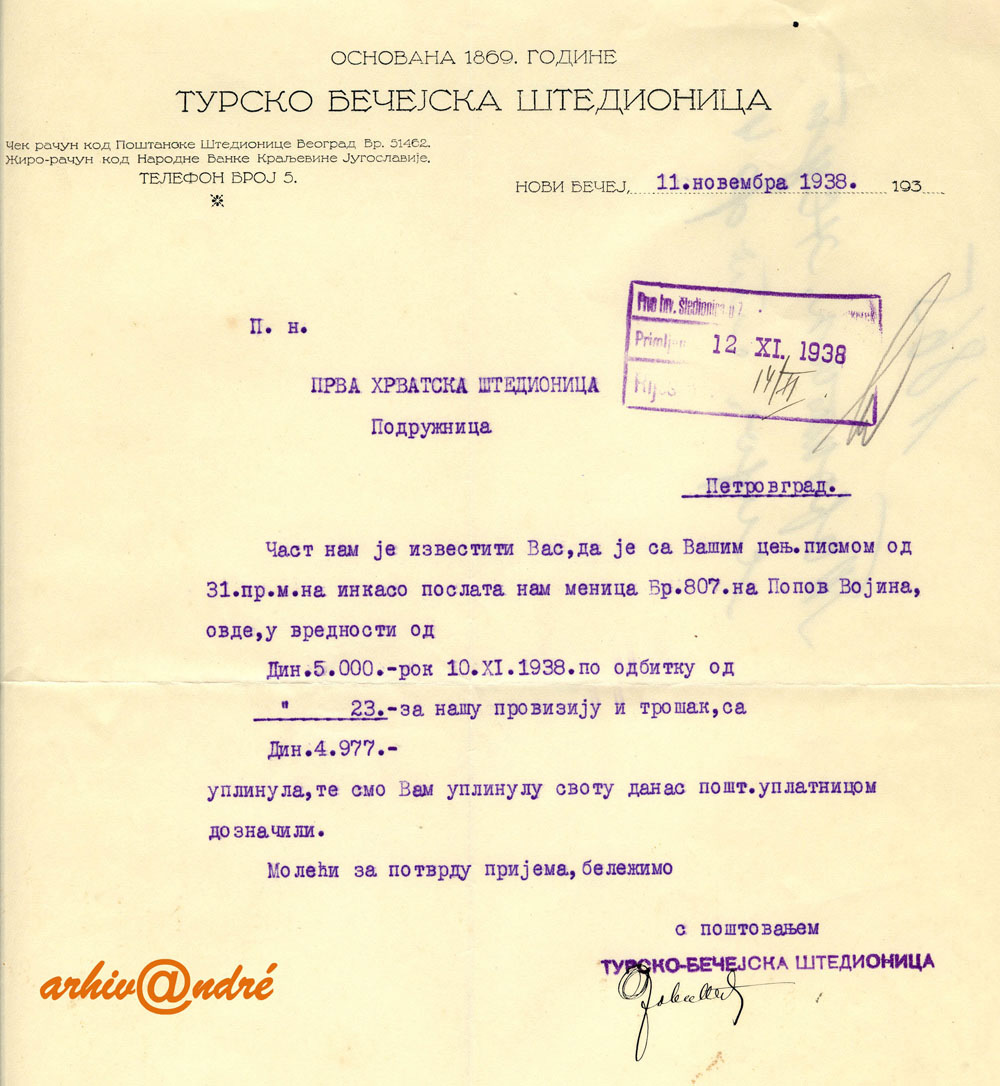 ОСНОВАНА 1869. ГОДИНЕ
ТУРСКО БЕЧЕЈСКА ШТЕДИОНИЦА
Чек рачун код Поштанске Штедионице Београд Бр. 51462.
Жиро-рачун код Народне Банке Краљевине Југославије.
ТЕЛЕФОН БРОЈ 5.
НОВИ БЕЧЕЈ, 11.новембра 1938. 193
П. н.
Prva hrv. štedionica u Z
Primljen 12 XI. 1938
14/XI
ПРВА ХРВАТСКА ШТЕДИОНИЦА
Подружница
Петровград.
Част нам је известити Вас,да је са Вашим цењ.писмом од
31.пр.м.на инкасо послата нам меница Бр.807.на Попов Војина,
овде,у вредности од
Дин.5.000.-рок 10.XI.1938.по одбитку од
" 23.-за нашу провизију и трошак,са
Дин.4.977.-
уплинула,те смо Вам уплинулу своту данас пошт.уплатницом
дозначили.
Молећи за потврду пријема,бележимо
с поштовањем
ТУРСКО-БЕЧЕЈСКА ШТЕДИОНИЦА
arhiv@ndré